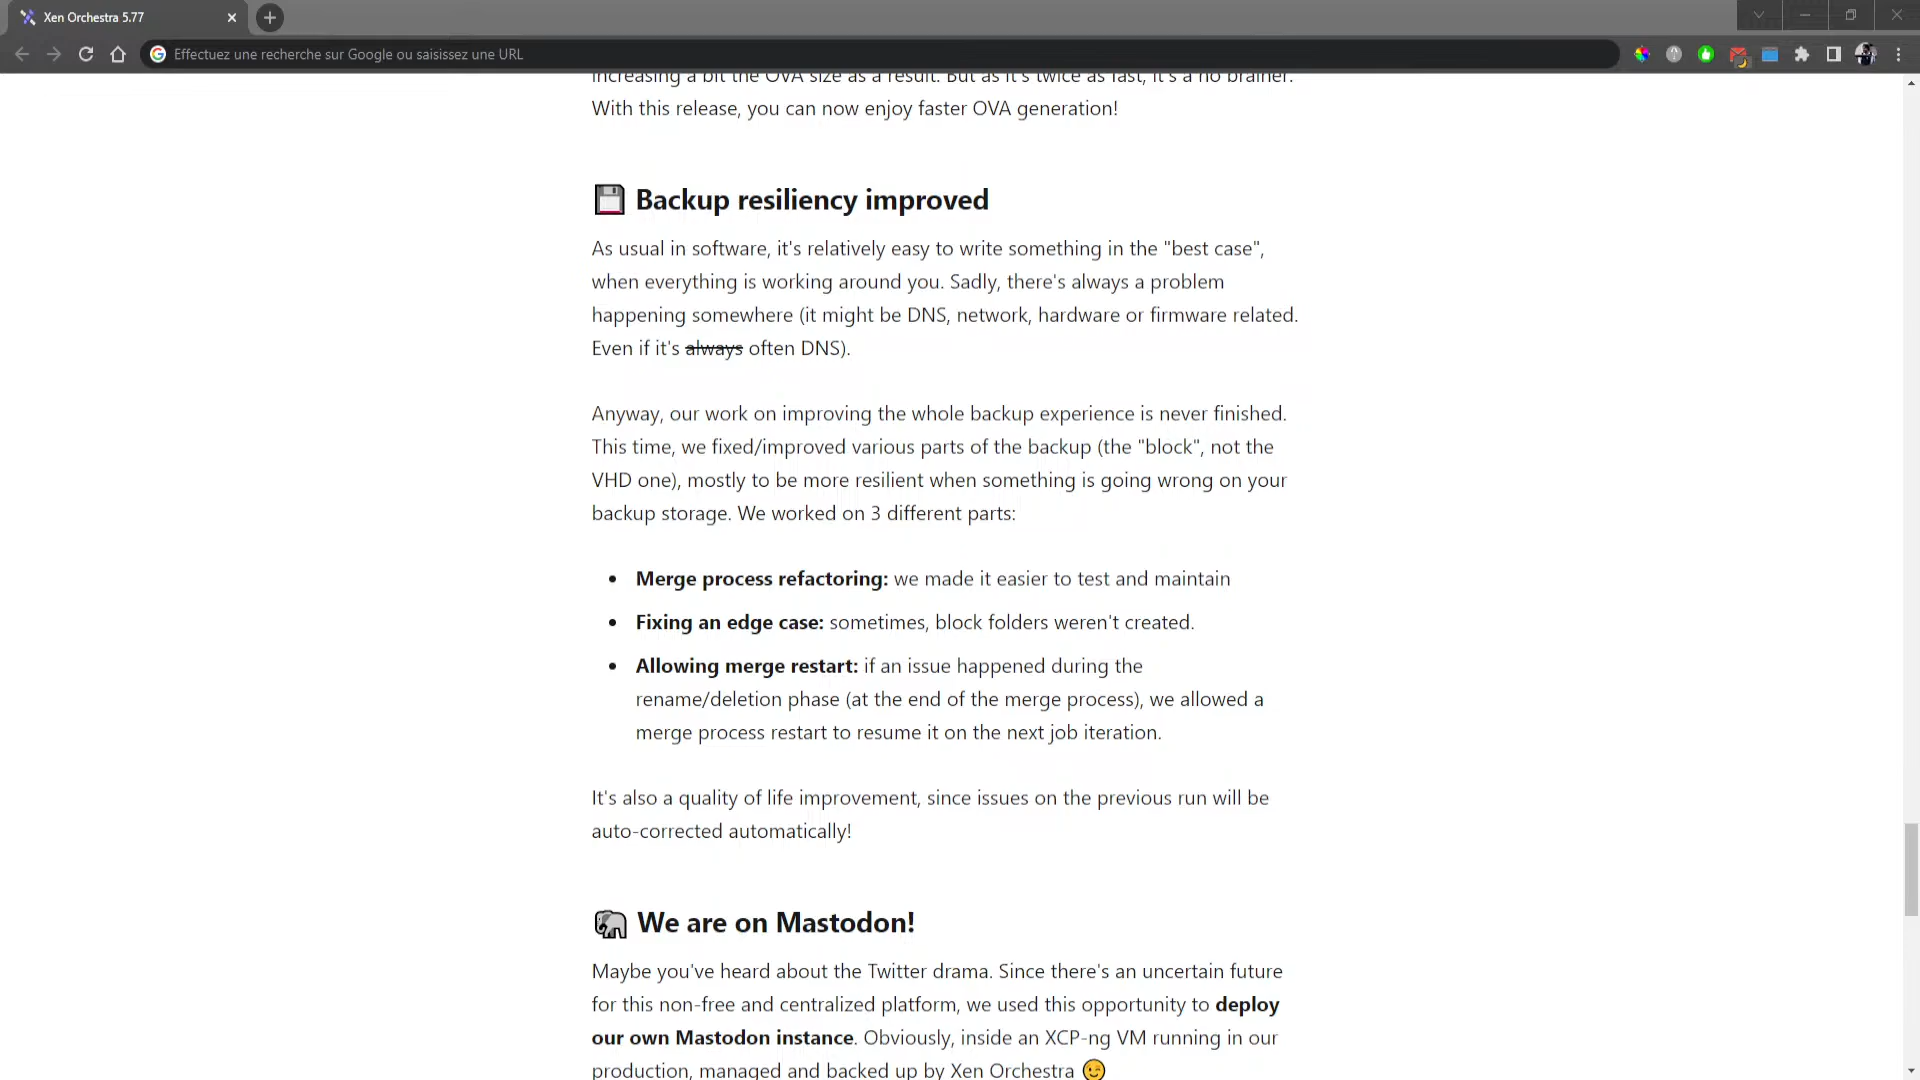 Xen Orchestra 5.77
Effectuez une recherche sur Google ou saisissez une URL
increasing a bit the OVA size as a result. But as it's twice as fast, it's a no brainer.
With this release, you can now enjoy faster OVA generation!
Backup resiliency improved
As usual in software, it's relatively easy to write something in the "best case",
when everything is working around you. Sadly, there's always a problem
happening somewhere (it might be DNS, network, hardware or firmware related.
Even if it's always often DNS).
Anyway, our work on improving the whole backup experience is never finished.
This time, we fixed/improved various parts of the backup (the "block", not the
VHD one), mostly to be more resilient when something is going wrong on your
backup storage. We worked on 3 different parts:
• Merge process refactoring: we made it easier to test and maintain
• Fixing an edge case: sometimes, block folders weren't created.
• Allowing merge restart: if an issue happened during the
rename/deletion phase (at the end of the merge process), we allowed a
merge process restart to resume it on the next job iteration.
It's also a quality of life improvement, since issues on the previous run will be
auto-corrected automatically!
We are on Mastodon!
Maybe you've heard about the Twitter drama. Since there's an uncertain future
for this non-free and centralized platform, we used this opportunity to deploy
our own Mastodon instance. Obviously, inside an XCP-ng VM running in our
production, managed and backed up by Xen Orchestra 😉